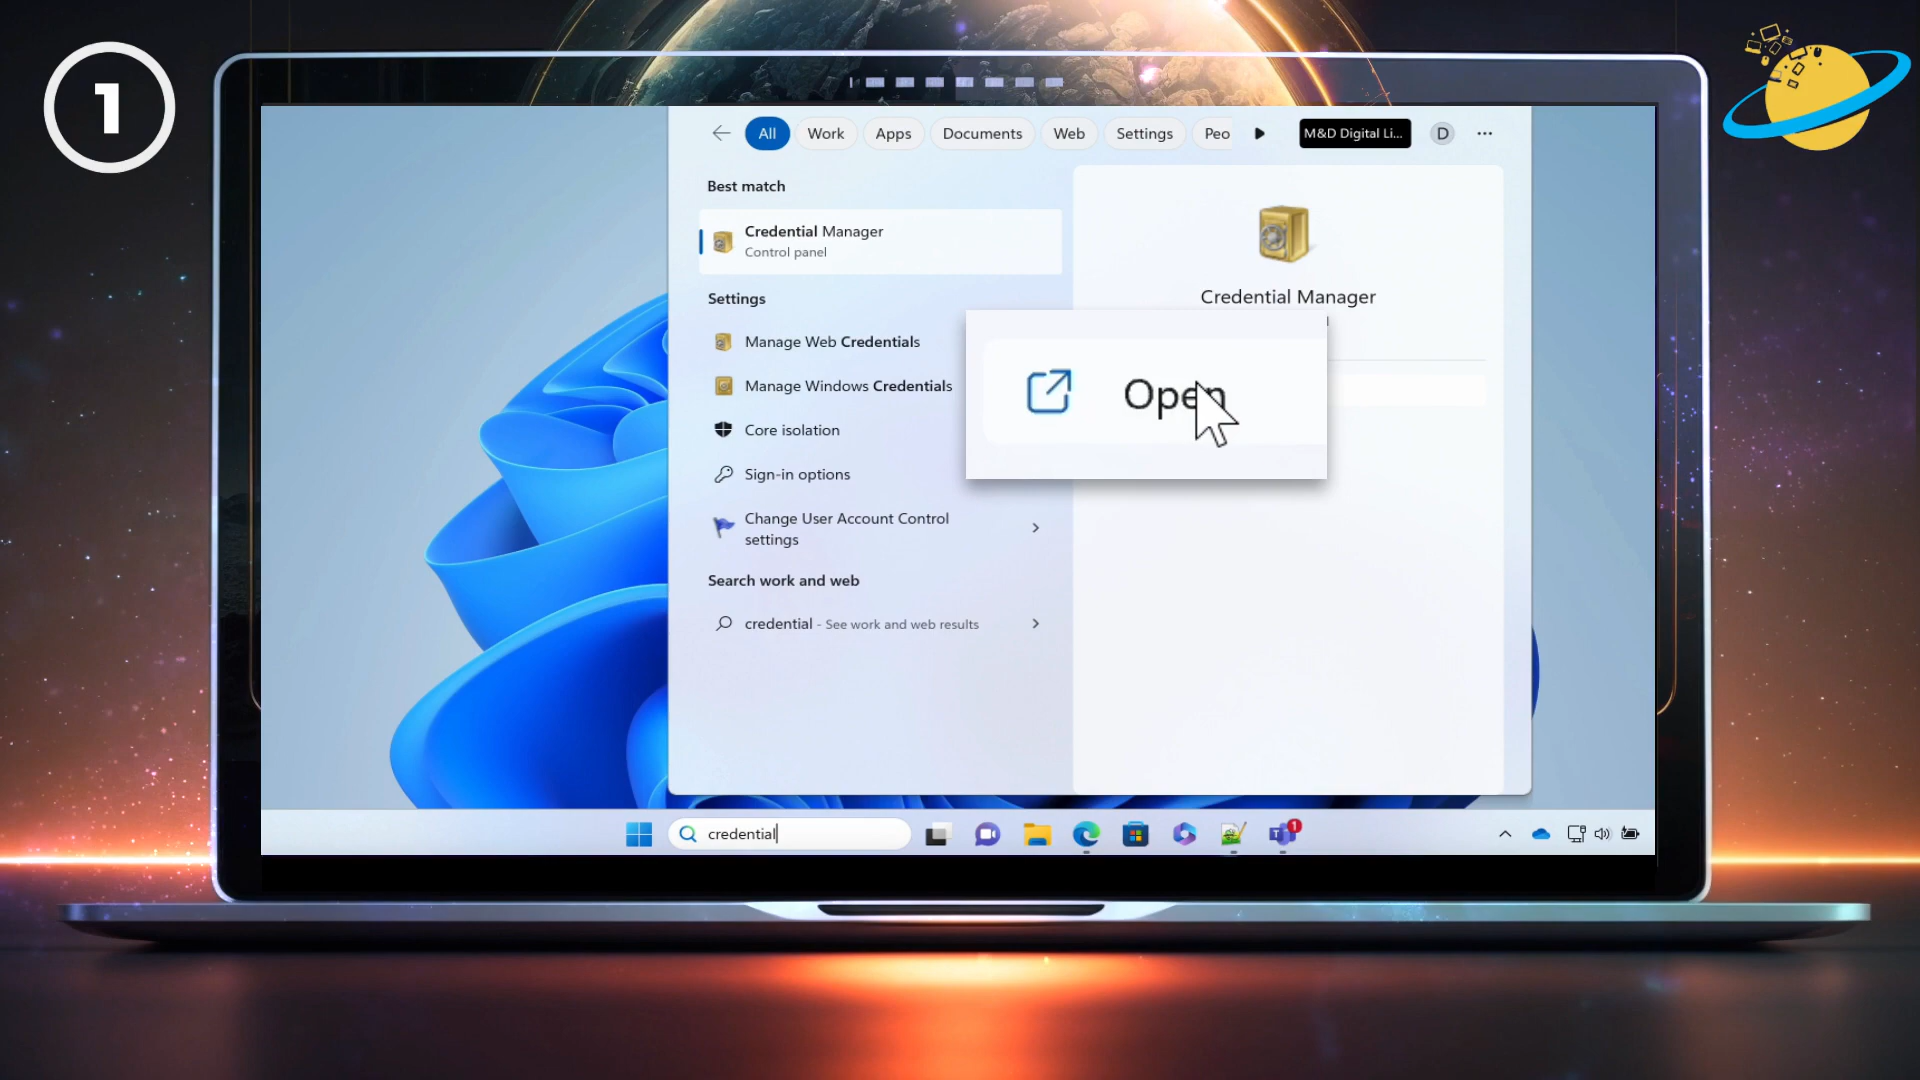 1
All
Work
Apps
Documents
Web
Settings
Peo
M&D Digital Li...
D
Best match
Credential Manager
Control panel
Settings
Manage Web Credentials
Manage Windows Credentials
Core isolation
Sign-in options
Change User Account Control
settings
Search work and web
credential - See work and web results
Credential Manager
Open
credential
1